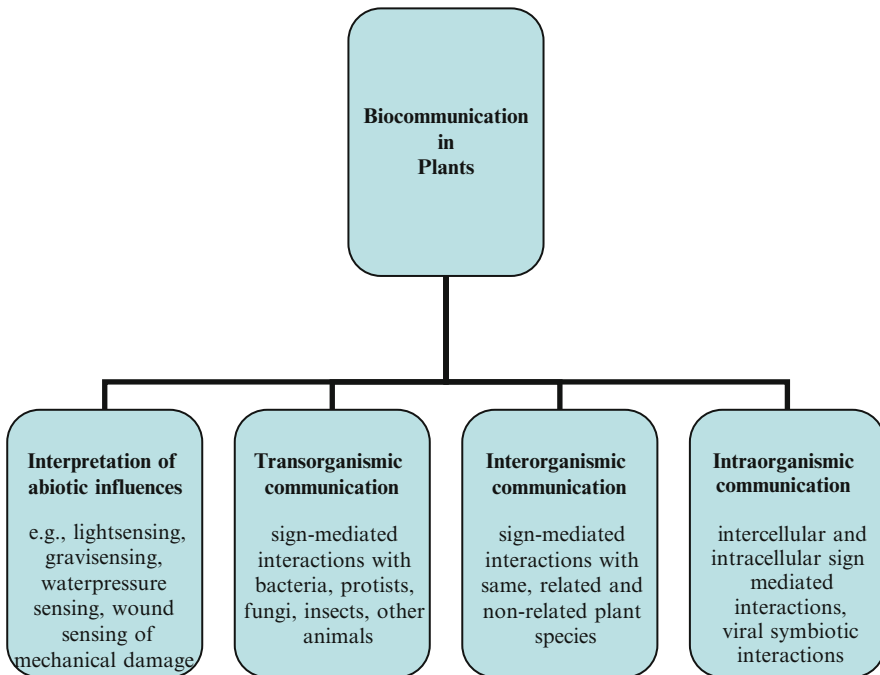 Biocommunication
in
Plants
Interpretation of
abiotic influences
e.g., lightsensing,
gravisensing,
waterpressure
sensing, wound
sensing of
mechanical damage
Transorganismic
communication
sign-mediated
interactions with
bacteria, protists,
fungi, insects, other
animals
Interorganismic
communication
sign-mediated
interactions with
same, related and
non-related plant
species
Intraorganismic
communication
intercellular and
intracellular sign
mediated
interactions,
viral symbiotic
interactions